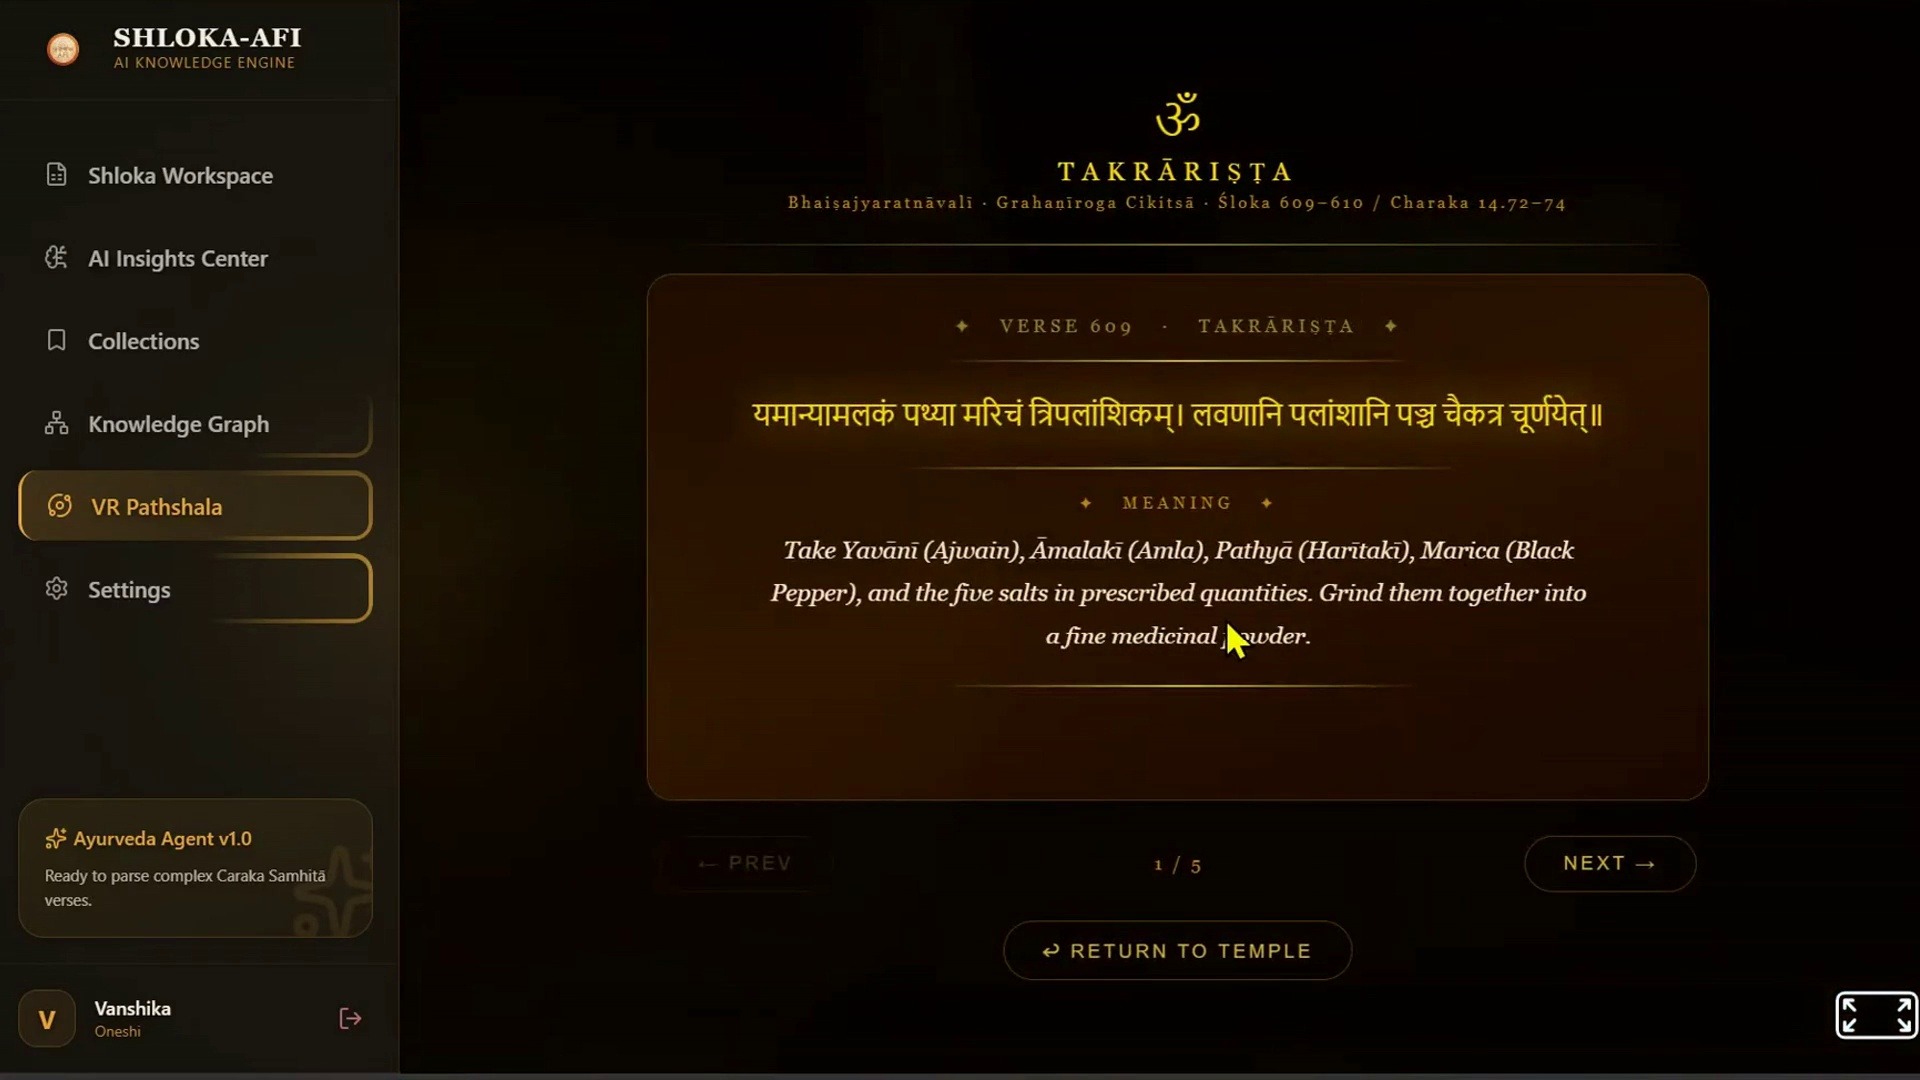 SHLOKA-AFI
AI KNOWLEDGE ENGINE
Shloka Workspace
AI Insights Center
Collections
Knowledge Graph
VR Pathshala
Settings
Ayurveda Agent v1.0
Ready to parse complex Caraka Samhitā
verses.
V
Vanshika
Oneshi
ॐ
TAKRĀRIṢṬA
Bhaiṣajyaratnāvalī · Grahaṇīroga Cikitsā · Śloka 609–610 / Charaka 14.72–74
VERSE 609 · TAKRĀRIṢṬA
यमान्यामलकं पथ्या मरिचं त्रिपलांशिकम्। लवणानि पलांशानि पञ्च चैकत्र चूर्णयेत्॥
MEANING
Take Yavānī (Ajwain), Āmalakī (Amla), Pathyā (Harītakī), Marica (Black
Pepper), and the five salts in prescribed quantities. Grind them together into
a fine medicinal powder.
← PREV
1 / 5
NEXT →
↩ RETURN TO TEMPLE